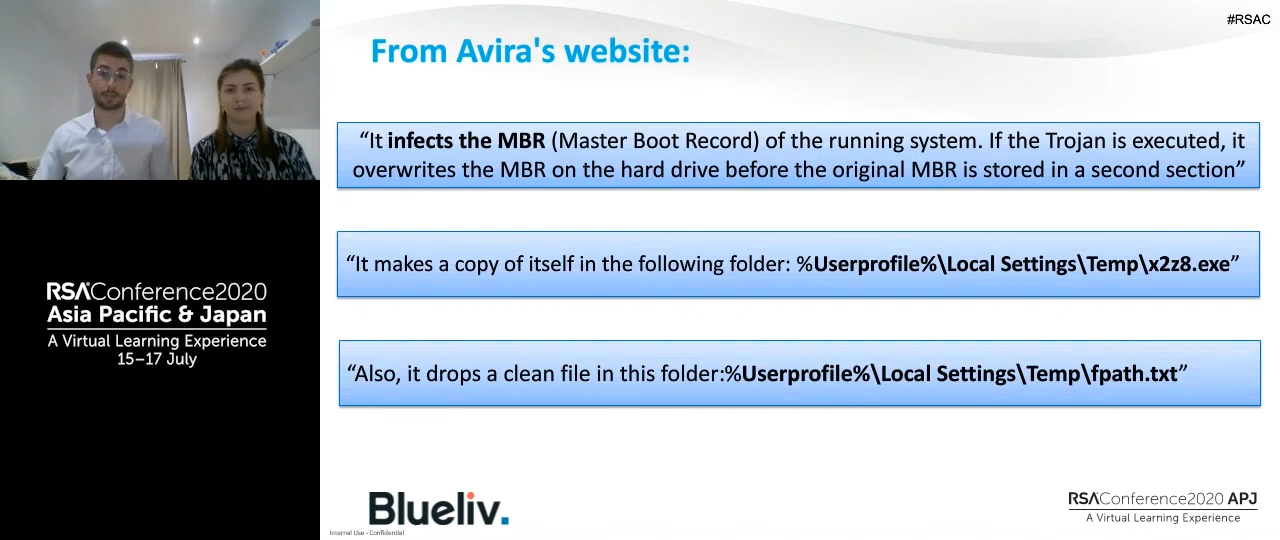 #RSAC
From Avira's website:
“It infects the MBR (Master Boot Record) of the running system. If the Trojan is executed, it
overwrites the MBR on the hard drive before the original MBR is stored in a second section”
“It makes a copy of itself in the following folder: %Userprofile%\Local Settings\Temp\x2z8.exe”
“Also, it drops a clean file in this folder:%Userprofile%\Local Settings\Temp\fpath.txt”
RSAConference2020
Asia Pacific & Japan
A Virtual Learning Experience
15–17 July
Blueliv.
Internal Use - Confidential
RSAConference2020 APJ
A Virtual Learning Experience